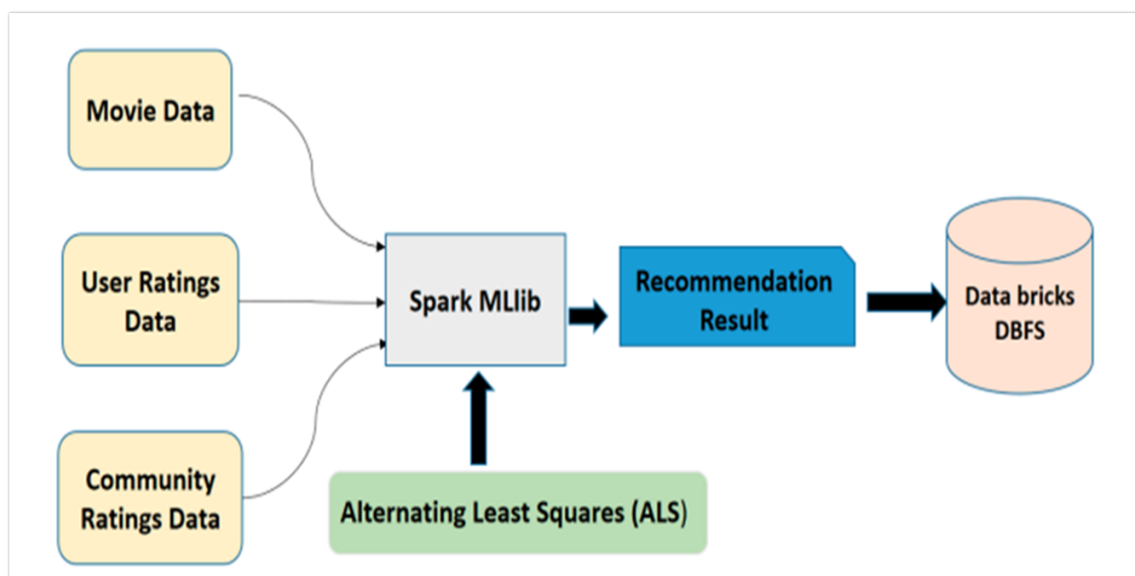 Movie Data
User Ratings
Data
Community
Ratings Data
Spark MLlib
Alternating Least Squares (ALS)
Recommendation
Result
Data bricks
DBFS